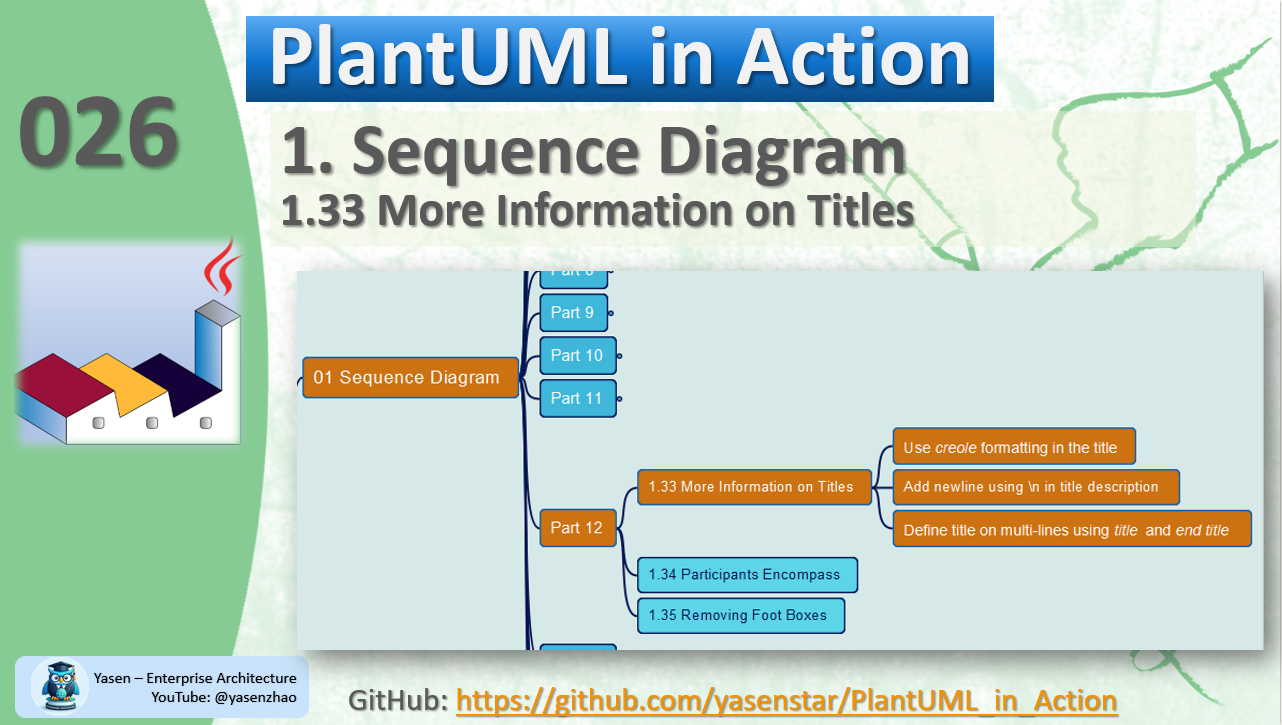 PlantUML in Action
026
1. Sequence Diagram
1.33 More Information on Titles
Part 8
Part 9
Part 10
01 Sequence Diagram
Part 11
Use creole formatting in the title
1.33 More Information on Titles
Add newline using \n in title description
Part 12
Define title on multi-lines using title and end title
1.34 Participants Encompass
1.35 Removing Foot Boxes
Yasen – Enterprise Architecture
YouTube: @yasenzhao
GitHub: https://github.com/yasenstar/PlantUML_in_Action